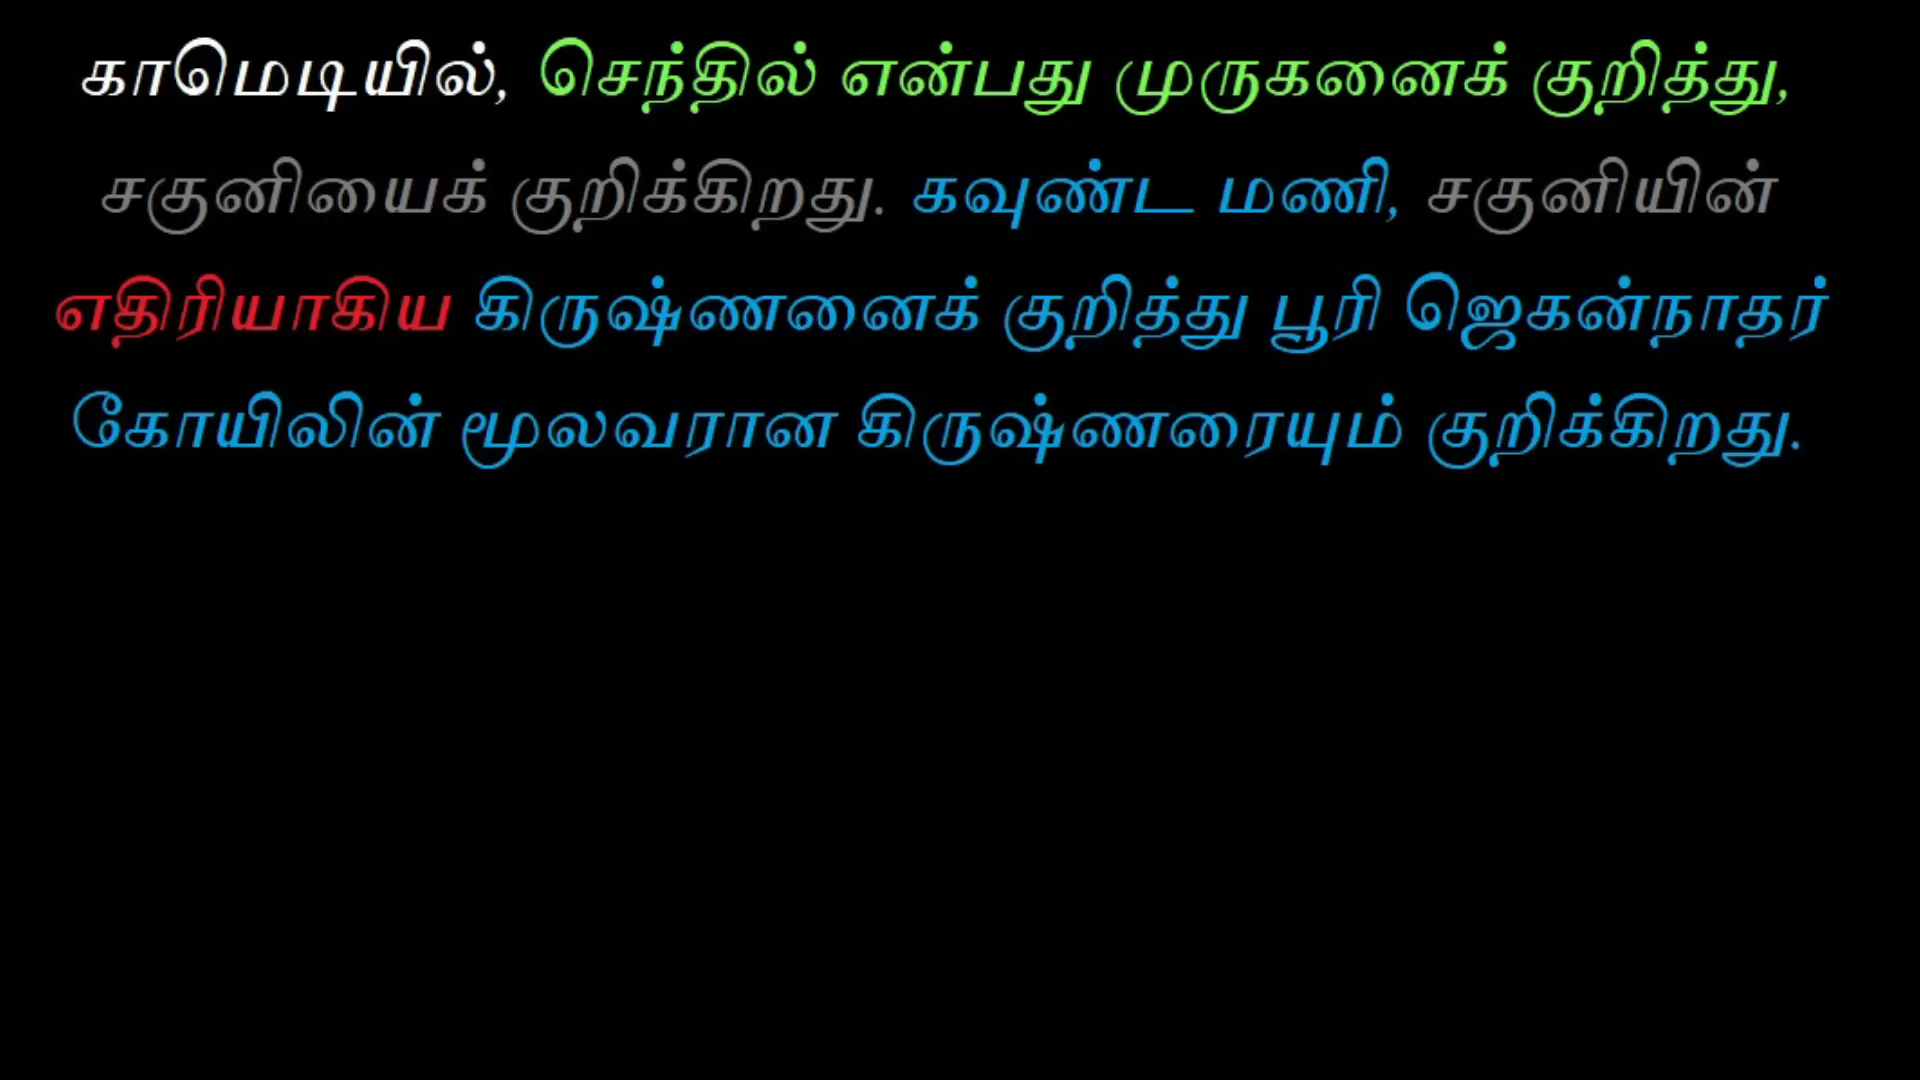 காமெடியில், செந்தில் என்பது முருகனைக் குறித்து,
சகுனியைக் குறிக்கிறது. கவுண்ட மணி, சகுனியின்
எதிரியாகிய கிருஷ்ணனைக் குறித்து பூரி ஜெகன்நாதர்
கோயிலின் மூலவரான கிருஷ்ணரையும் குறிக்கிறது.